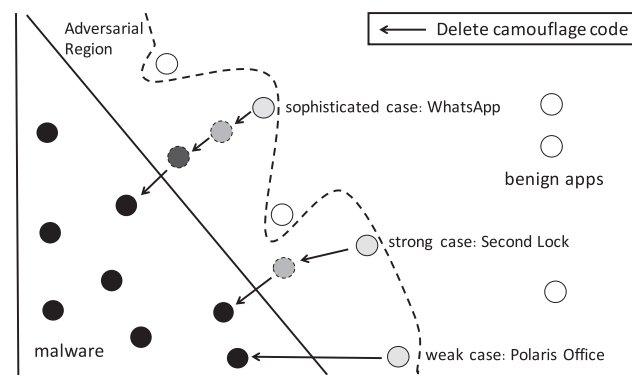 Adversarial
Region
Delete camouflage code
sophisticated case: WhatsApp
benign apps
strong case: Second Lock
malware
weak case: Polaris Office